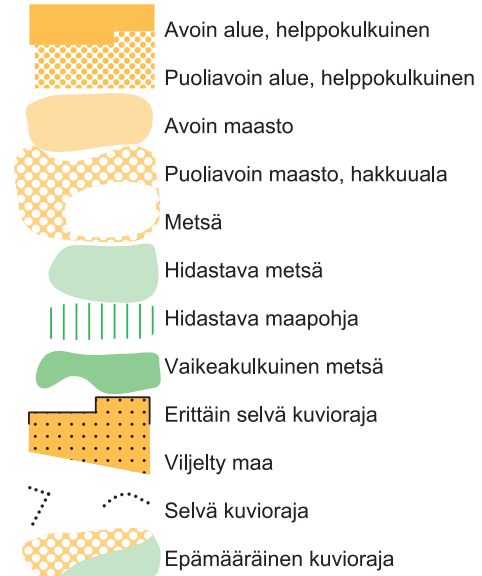 Avoin alue, helppokulkuinen
Puoliavoin alue, helppokulkuinen
Avoin maasto
Puoliavoin maasto, hakkuuala
Metsä
Hidastava metsä
Hidastava maapohja
Vaikeakulkuinen metsä
Erittäin selvä kuvioraja
Viljelty maa
Selvä kuvioraja
Epämääräinen kuvioraja